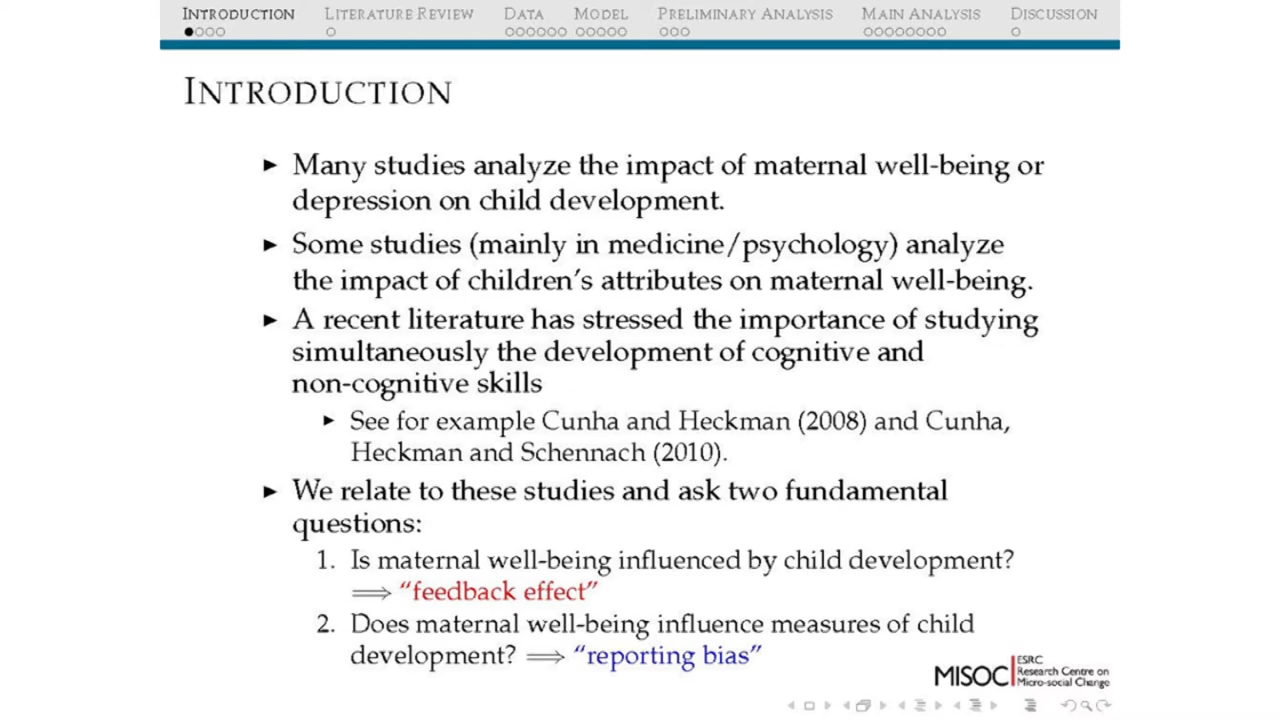 INTRODUCTION LITERATURE REVIEW DATA MODEL PRELIMINARY ANALYSIS MAIN ANALYSIS DISCUSSION
INTRODUCTION
Many studies analyze the impact of maternal well-being or
depression on child development.
Some studies (mainly in medicine/psychology) analyze
the impact of children's attributes on maternal well-being.
A recent literature has stressed the importance of studying
simultaneously the development of cognitive and
non-cognitive skills
See for example Cunha and Heckman (2008) and Cunha,
Heckman and Schennach (2010).
We relate to these studies and ask two fundamental
questions:
1. Is maternal well-being influenced by child development?
⟹ “feedback effect”
2. Does maternal well-being influence measures of child
development? ⟹ “reporting bias”
MISOC ESRC
Research Centre on
Micro-social Change